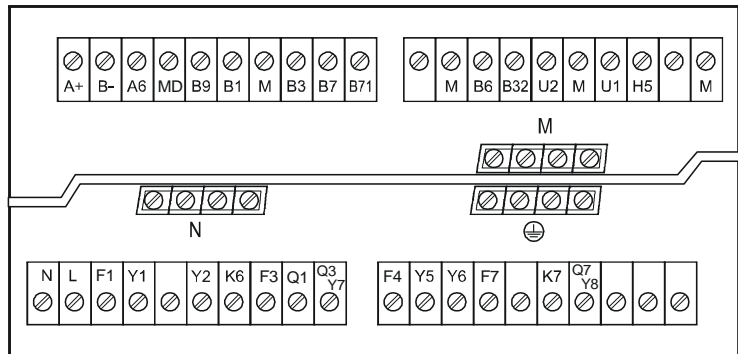 A+ B- A6 MD B9 B1 M B3 B7 B71 M B6 B32 U2 M U1 H5 M
M
N
N L F1 Y1 Y2 K6 F3 Q1 Q3 Y7 F4 Y5 Y6 F7 K7 Q7 Y8